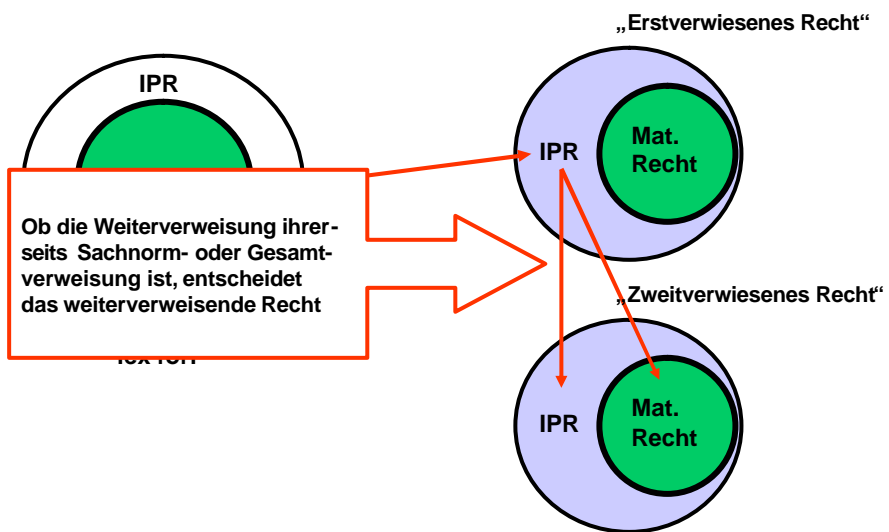 „Erstverwiesenes Recht“
IPR
IPR
Mat.
Recht
Ob die Weiterverweisung ihrer-
seits Sachnorm- oder Gesamt-
verweisung ist, entscheidet
das weiterverweisende Recht
„Zweitverwiesenes Recht“
IPR
Mat.
Recht